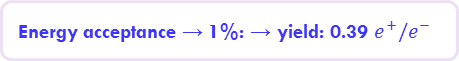 Energy acceptance → 1%: → yield: 0.39 e⁺/e⁻